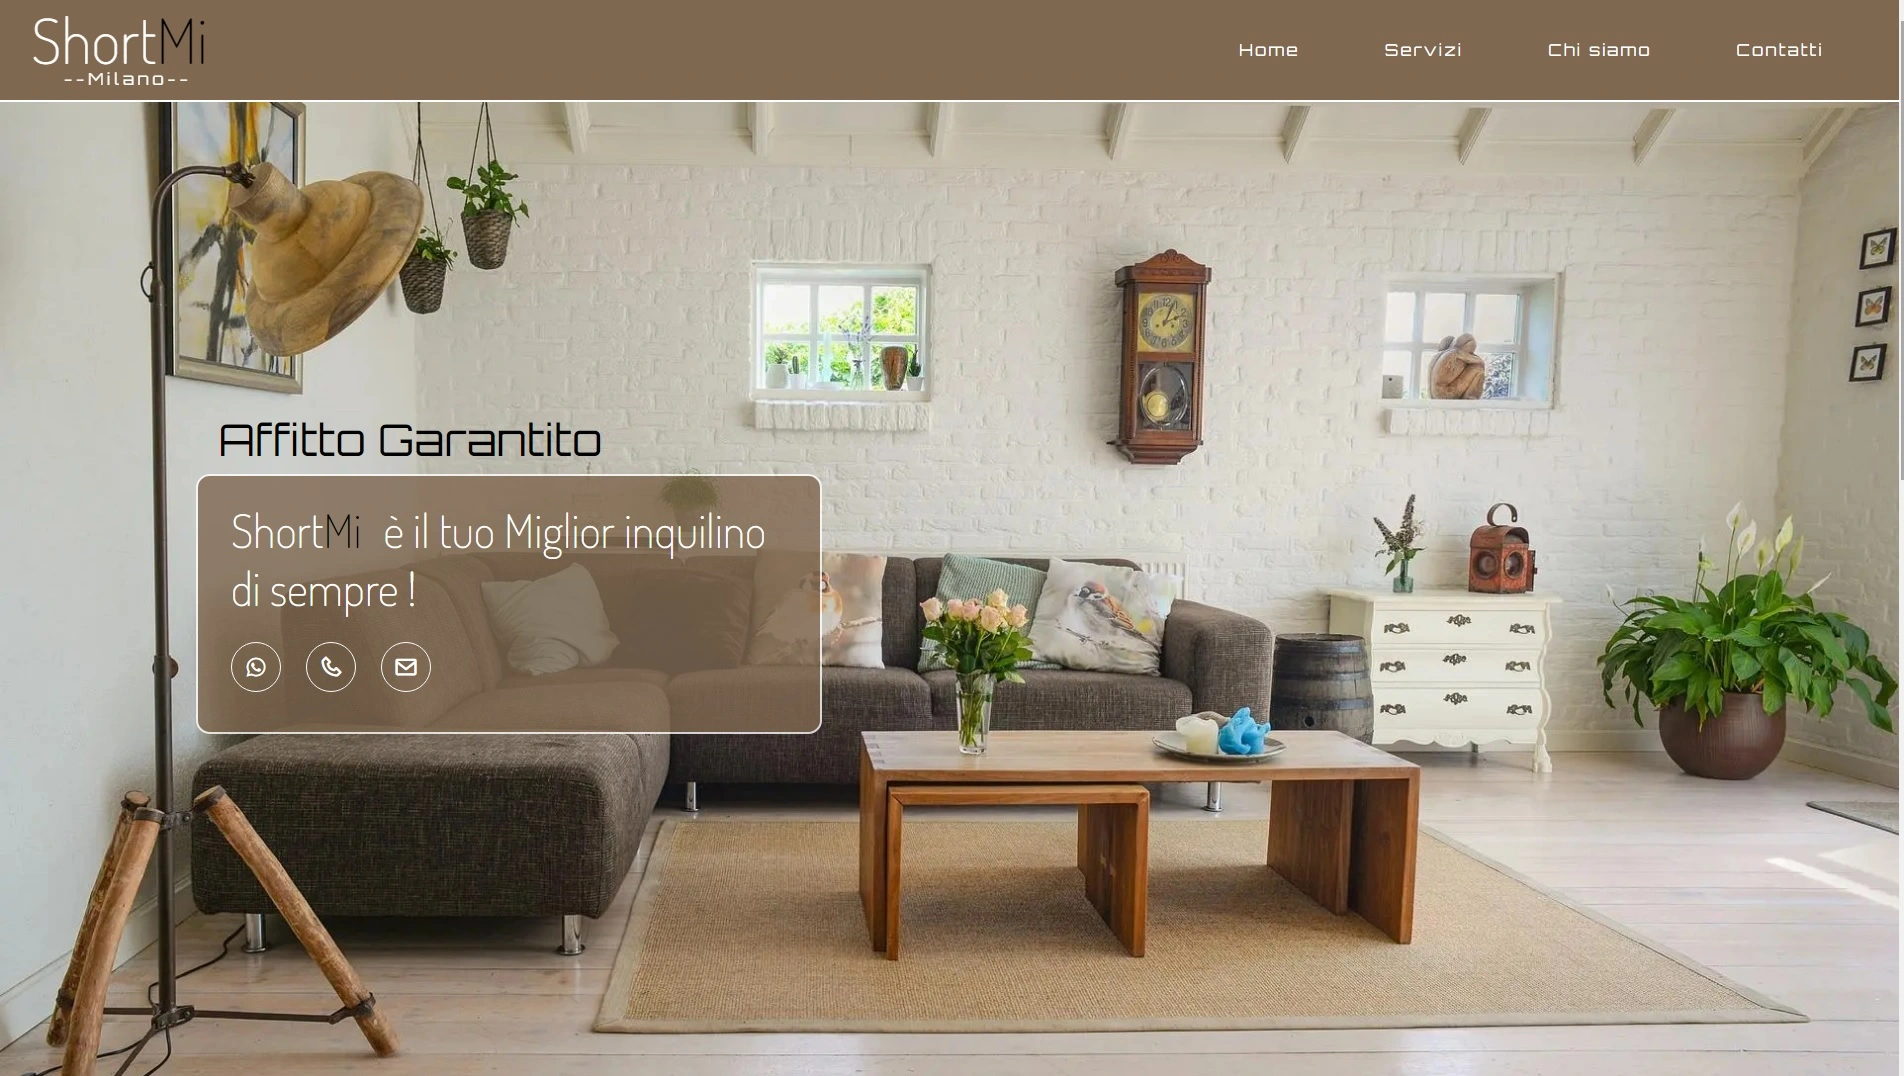 ShortMi
--Milano--
Home Servizi Chi siamo Contatti
Affitto Garantito
ShortMi è il tuo Miglior inquilino
di sempre !